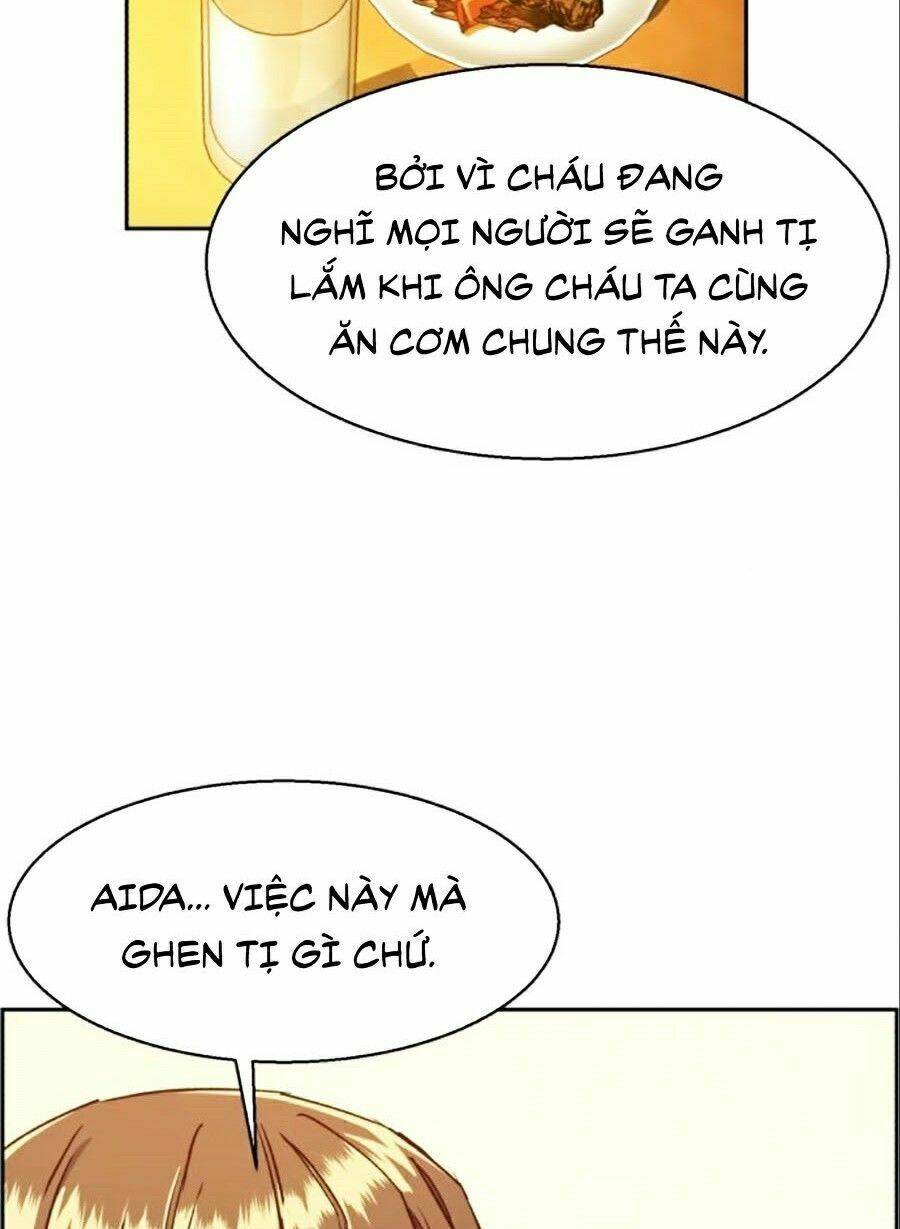 BỞI VÌ CHÁU ĐANG
NGHĨ MỌI NGƯỜI SẼ GANH TỊ
LẮM KHI ÔNG CHÁU TA CÙNG
ĂN CƠM CHUNG THẾ NÀY.
AIDA... VIỆC NÀY MÀ
GHEN TỊ GÌ CHỨ.